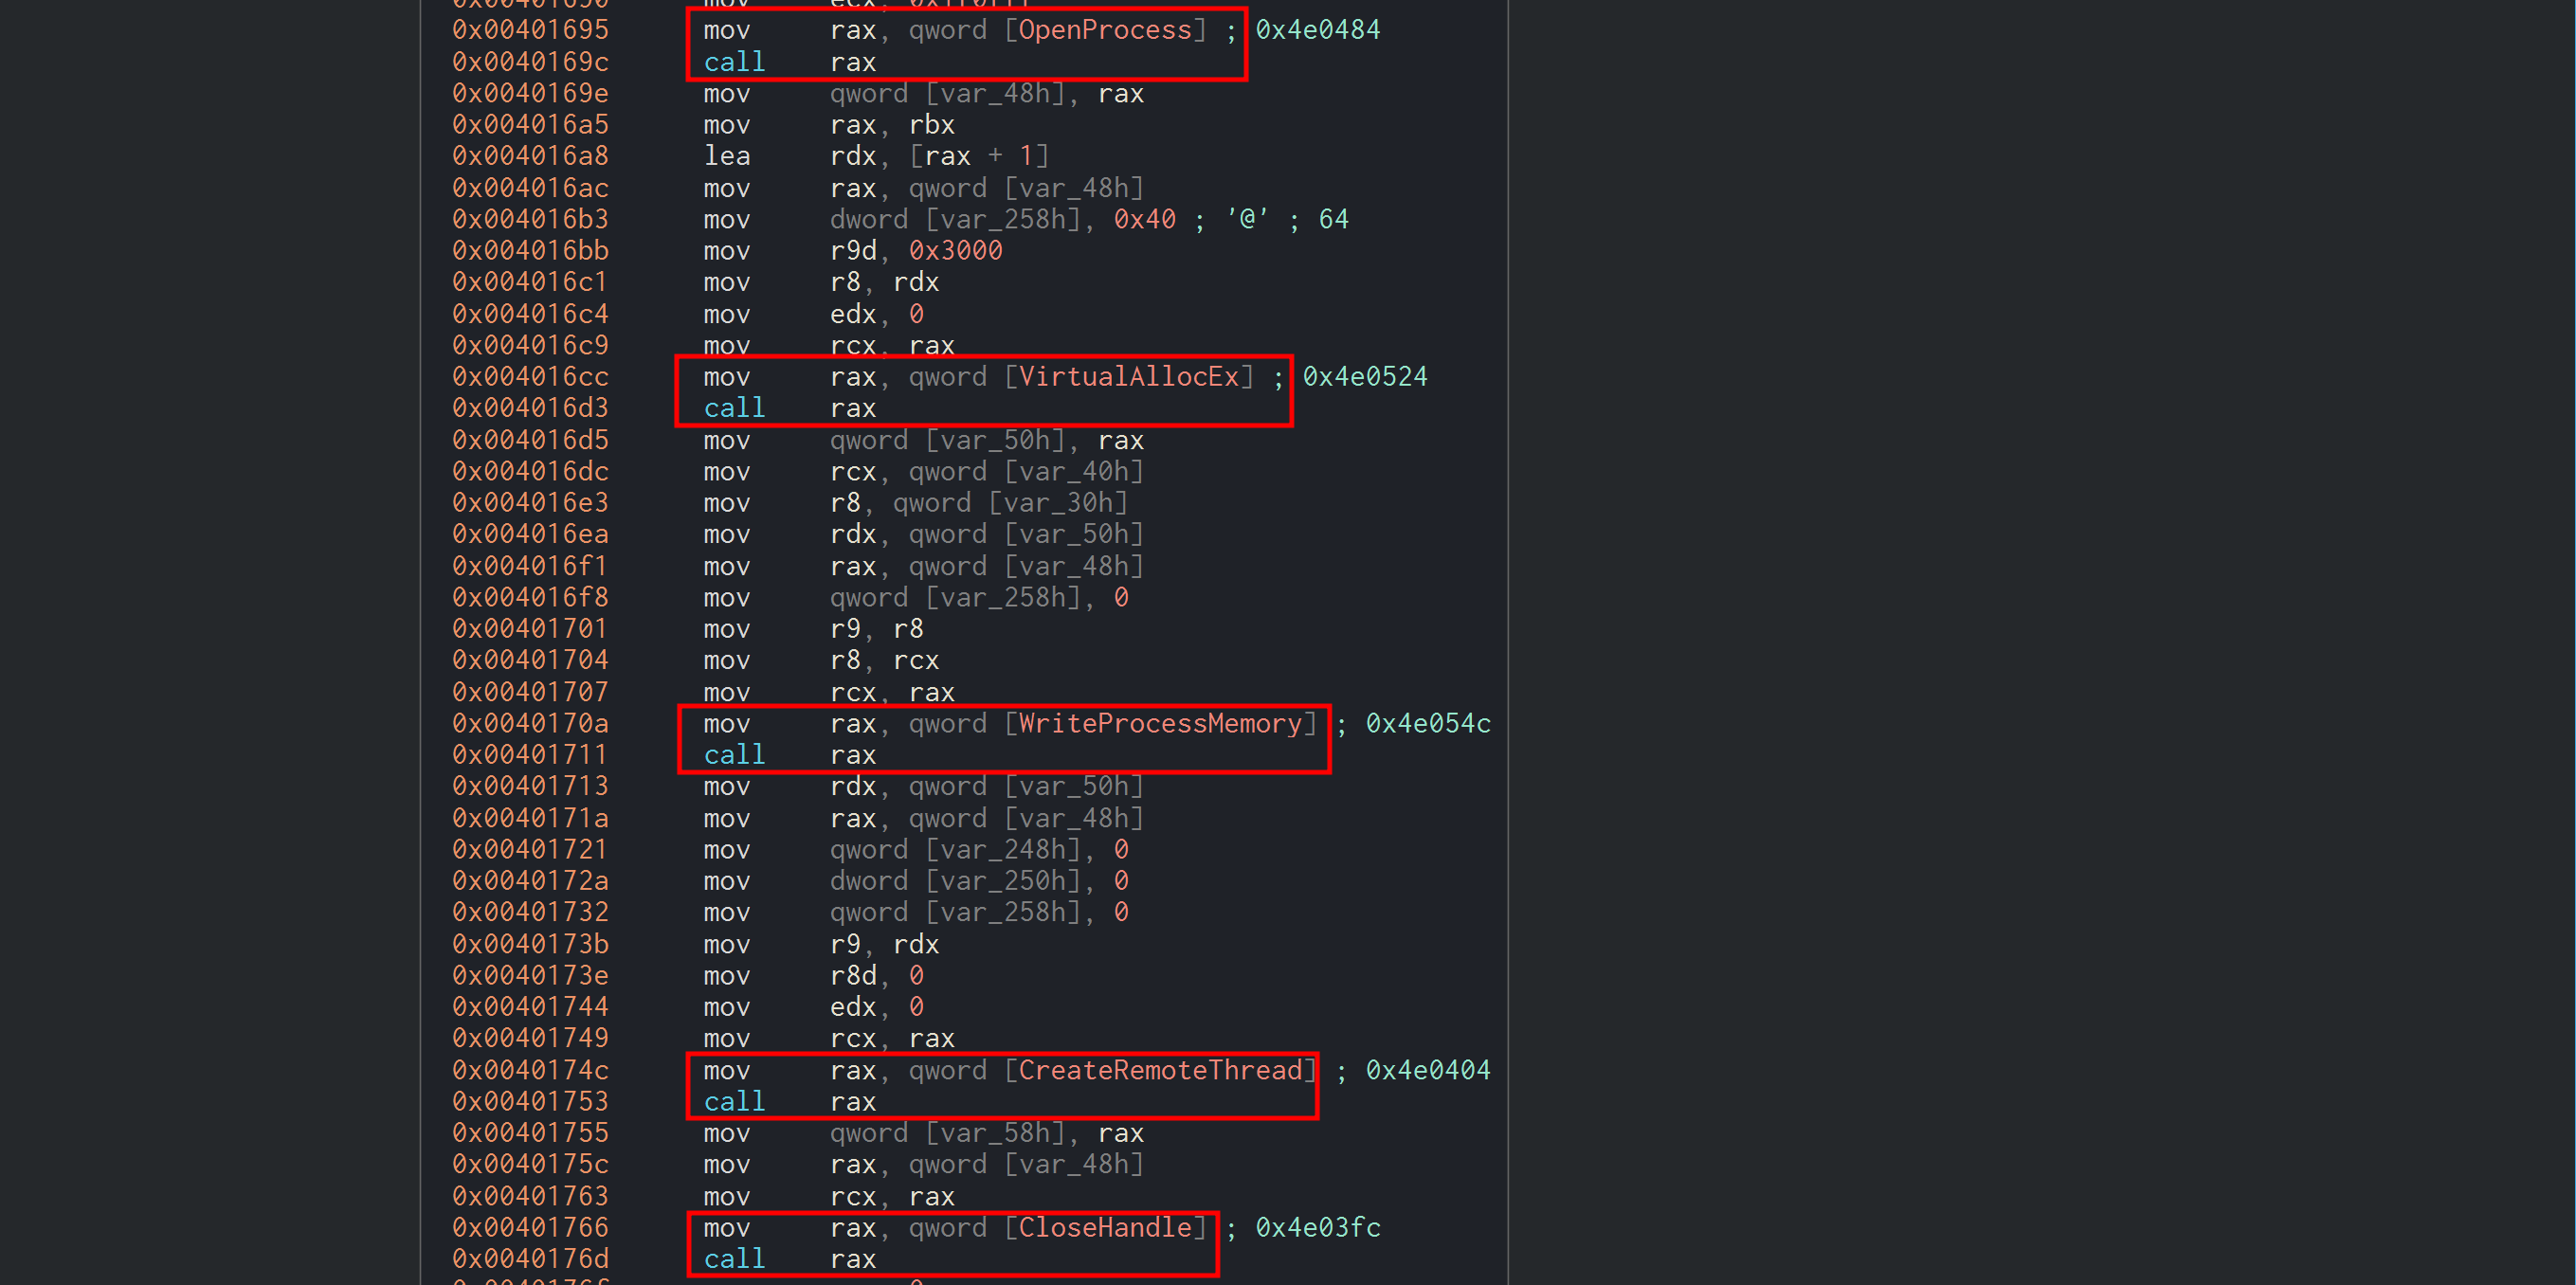 0x00401695 mov rax, qword [OpenProcess] ; 0x4e0484
0x0040169c call rax
0x0040169e mov qword [var_48h], rax
0x004016a5 mov rax, rbx
0x004016a8 lea rdx, [rax + 1]
0x004016ac mov rax, qword [var_48h]
0x004016b3 mov dword [var_258h], 0x40 ; '@' ; 64
0x004016bb mov r9d, 0x3000
0x004016c1 mov r8, rdx
0x004016c4 mov edx, 0
0x004016c9 mov rcx, rax
0x004016cc mov rax, qword [VirtualAllocEx] ; 0x4e0524
0x004016d3 call rax
0x004016d5 mov qword [var_50h], rax
0x004016dc mov rcx, qword [var_40h]
0x004016e3 mov r8, qword [var_30h]
0x004016ea mov rdx, qword [var_50h]
0x004016f1 mov rax, qword [var_48h]
0x004016f8 mov qword [var_258h], 0
0x00401701 mov r9, r8
0x00401704 mov r8, rcx
0x00401707 mov rcx, rax
0x0040170a mov rax, qword [WriteProcessMemory] ; 0x4e054c
0x00401711 call rax
0x00401713 mov rdx, qword [var_50h]
0x0040171a mov rax, qword [var_48h]
0x00401721 mov qword [var_248h], 0
0x0040172a mov dword [var_250h], 0
0x00401732 mov qword [var_258h], 0
0x0040173b mov r9, rdx
0x0040173e mov r8d, 0
0x00401744 mov edx, 0
0x00401749 mov rcx, rax
0x0040174c mov rax, qword [CreateRemoteThread] ; 0x4e0404
0x00401753 call rax
0x00401755 mov qword [var_58h], rax
0x0040175c mov rax, qword [var_48h]
0x00401763 mov rcx, rax
0x00401766 mov rax, qword [CloseHandle] ; 0x4e03fc
0x0040176d call rax